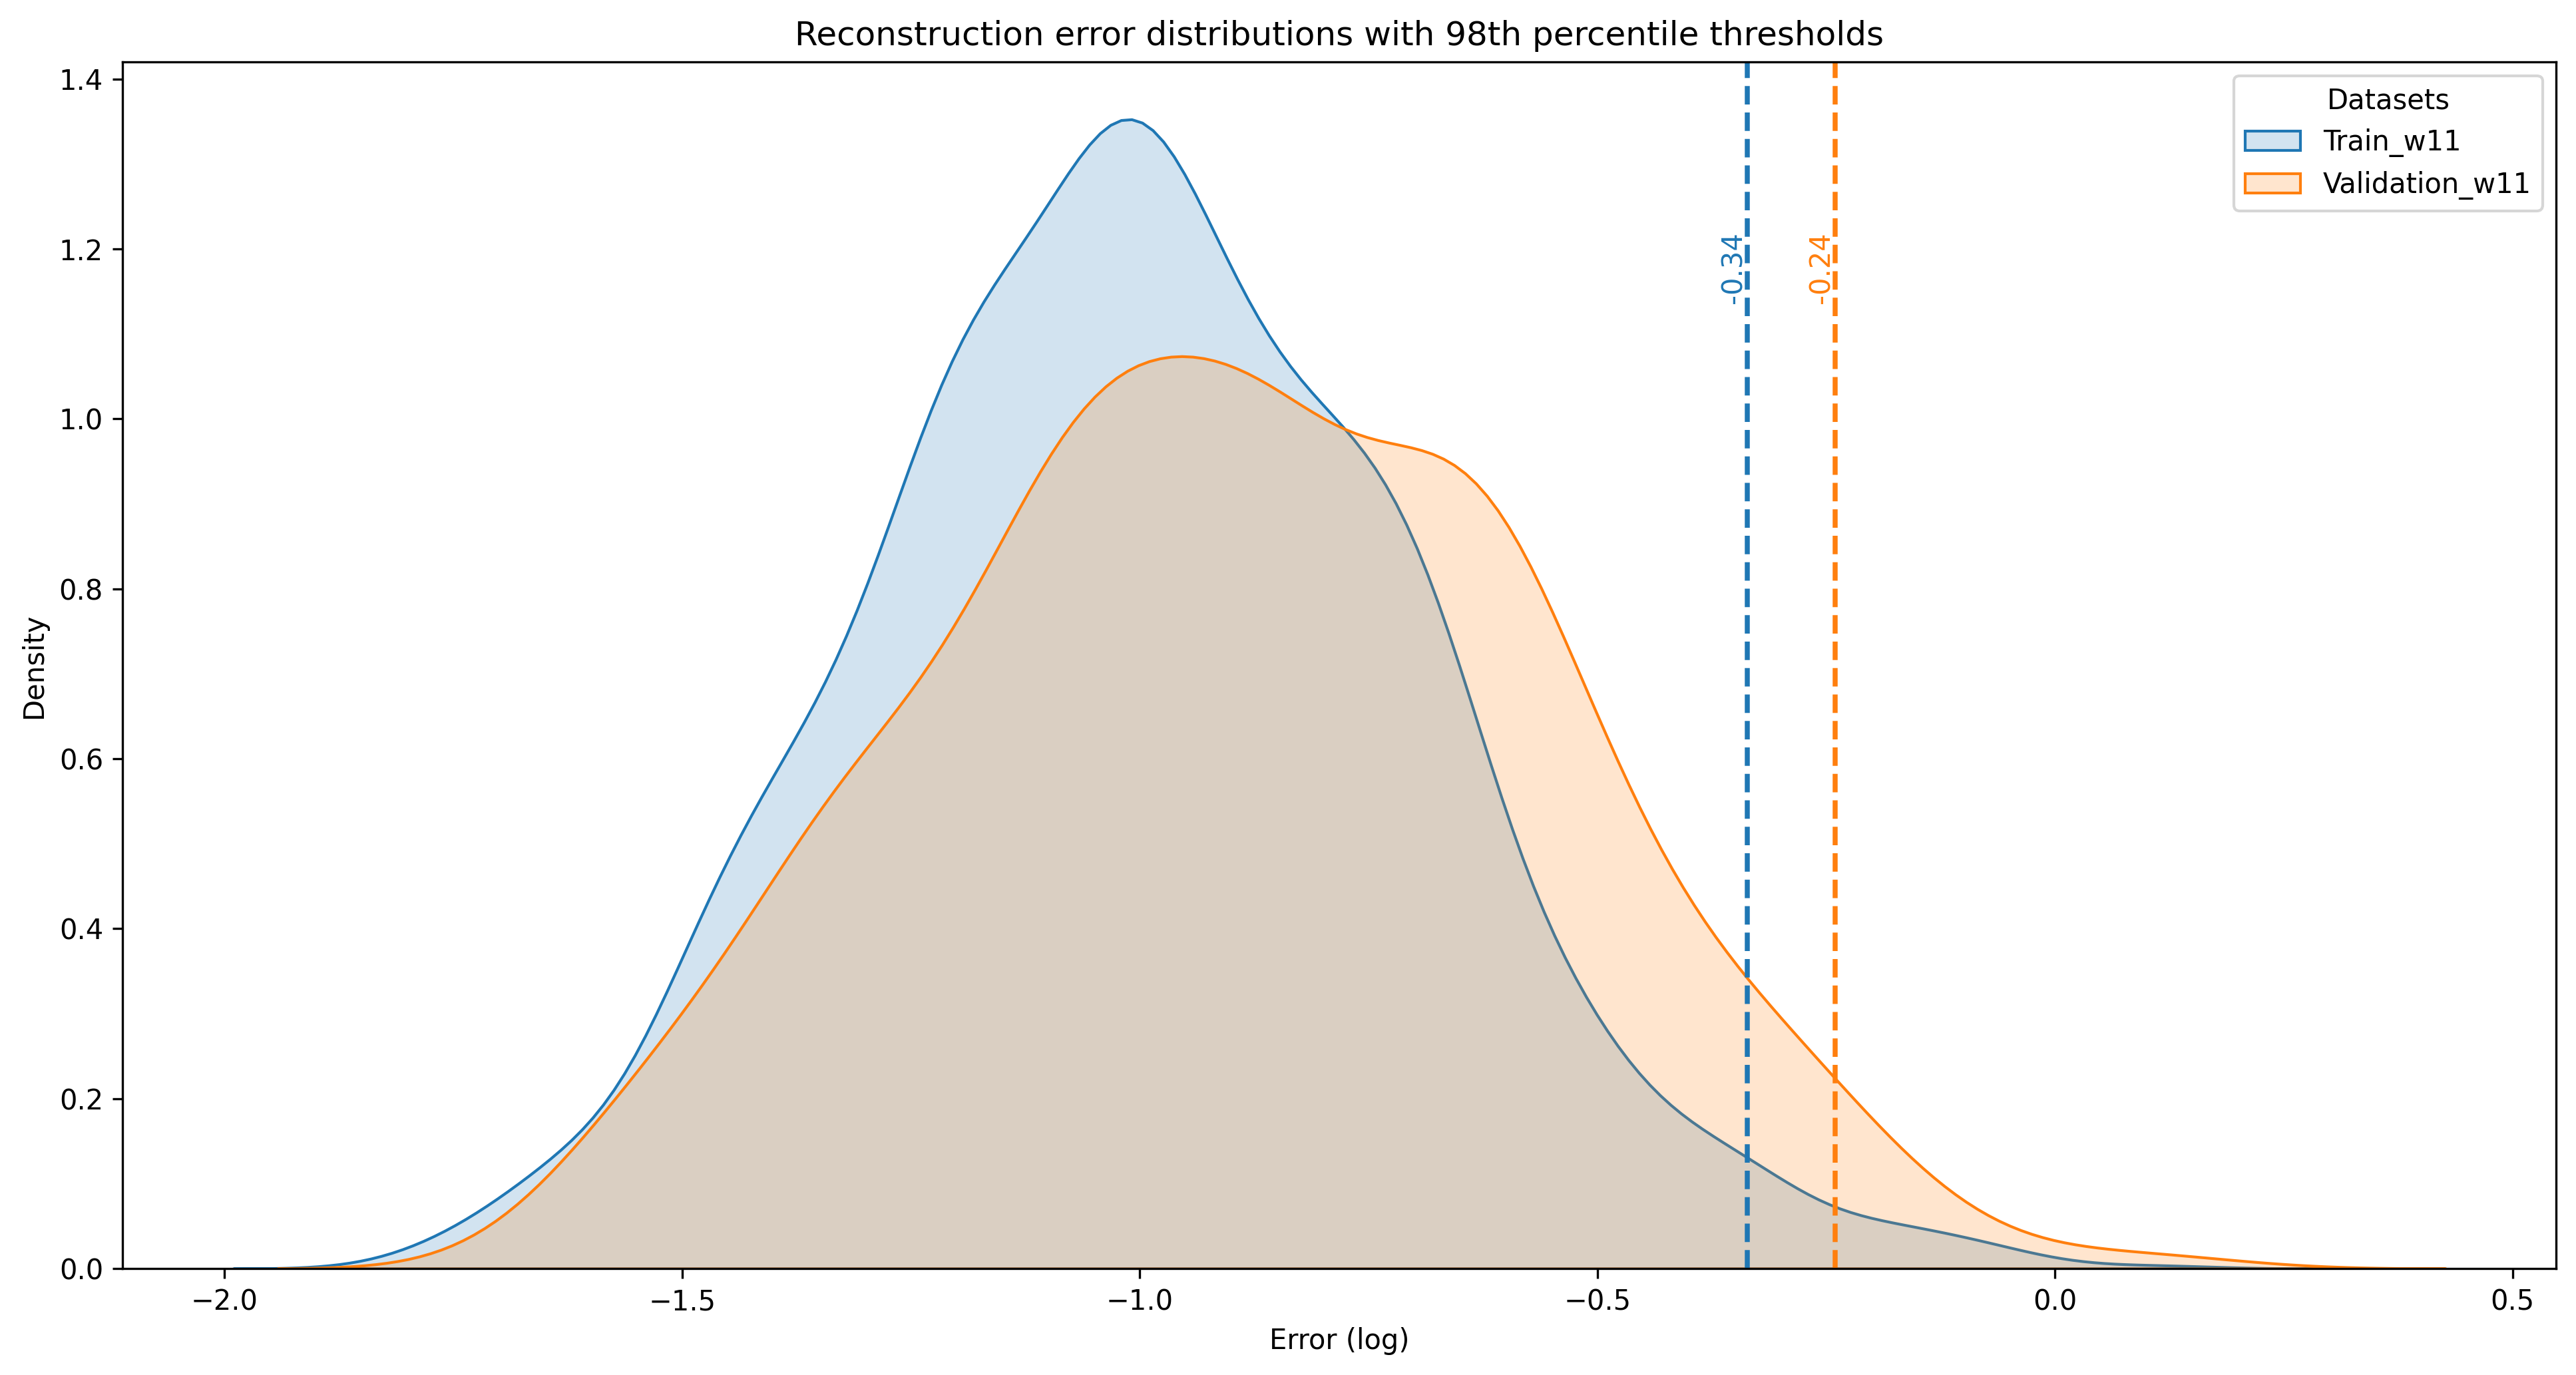 Reconstruction error distributions with 98th percentile thresholds
1.4
1.2
1.0
0.8
0.6
0.4
0.2
0.0
Density
-0.34
-0.24
Datasets
Train_w11
Validation_w11
−2.0
−1.5
−1.0
−0.5
0.0
0.5
Error (log)